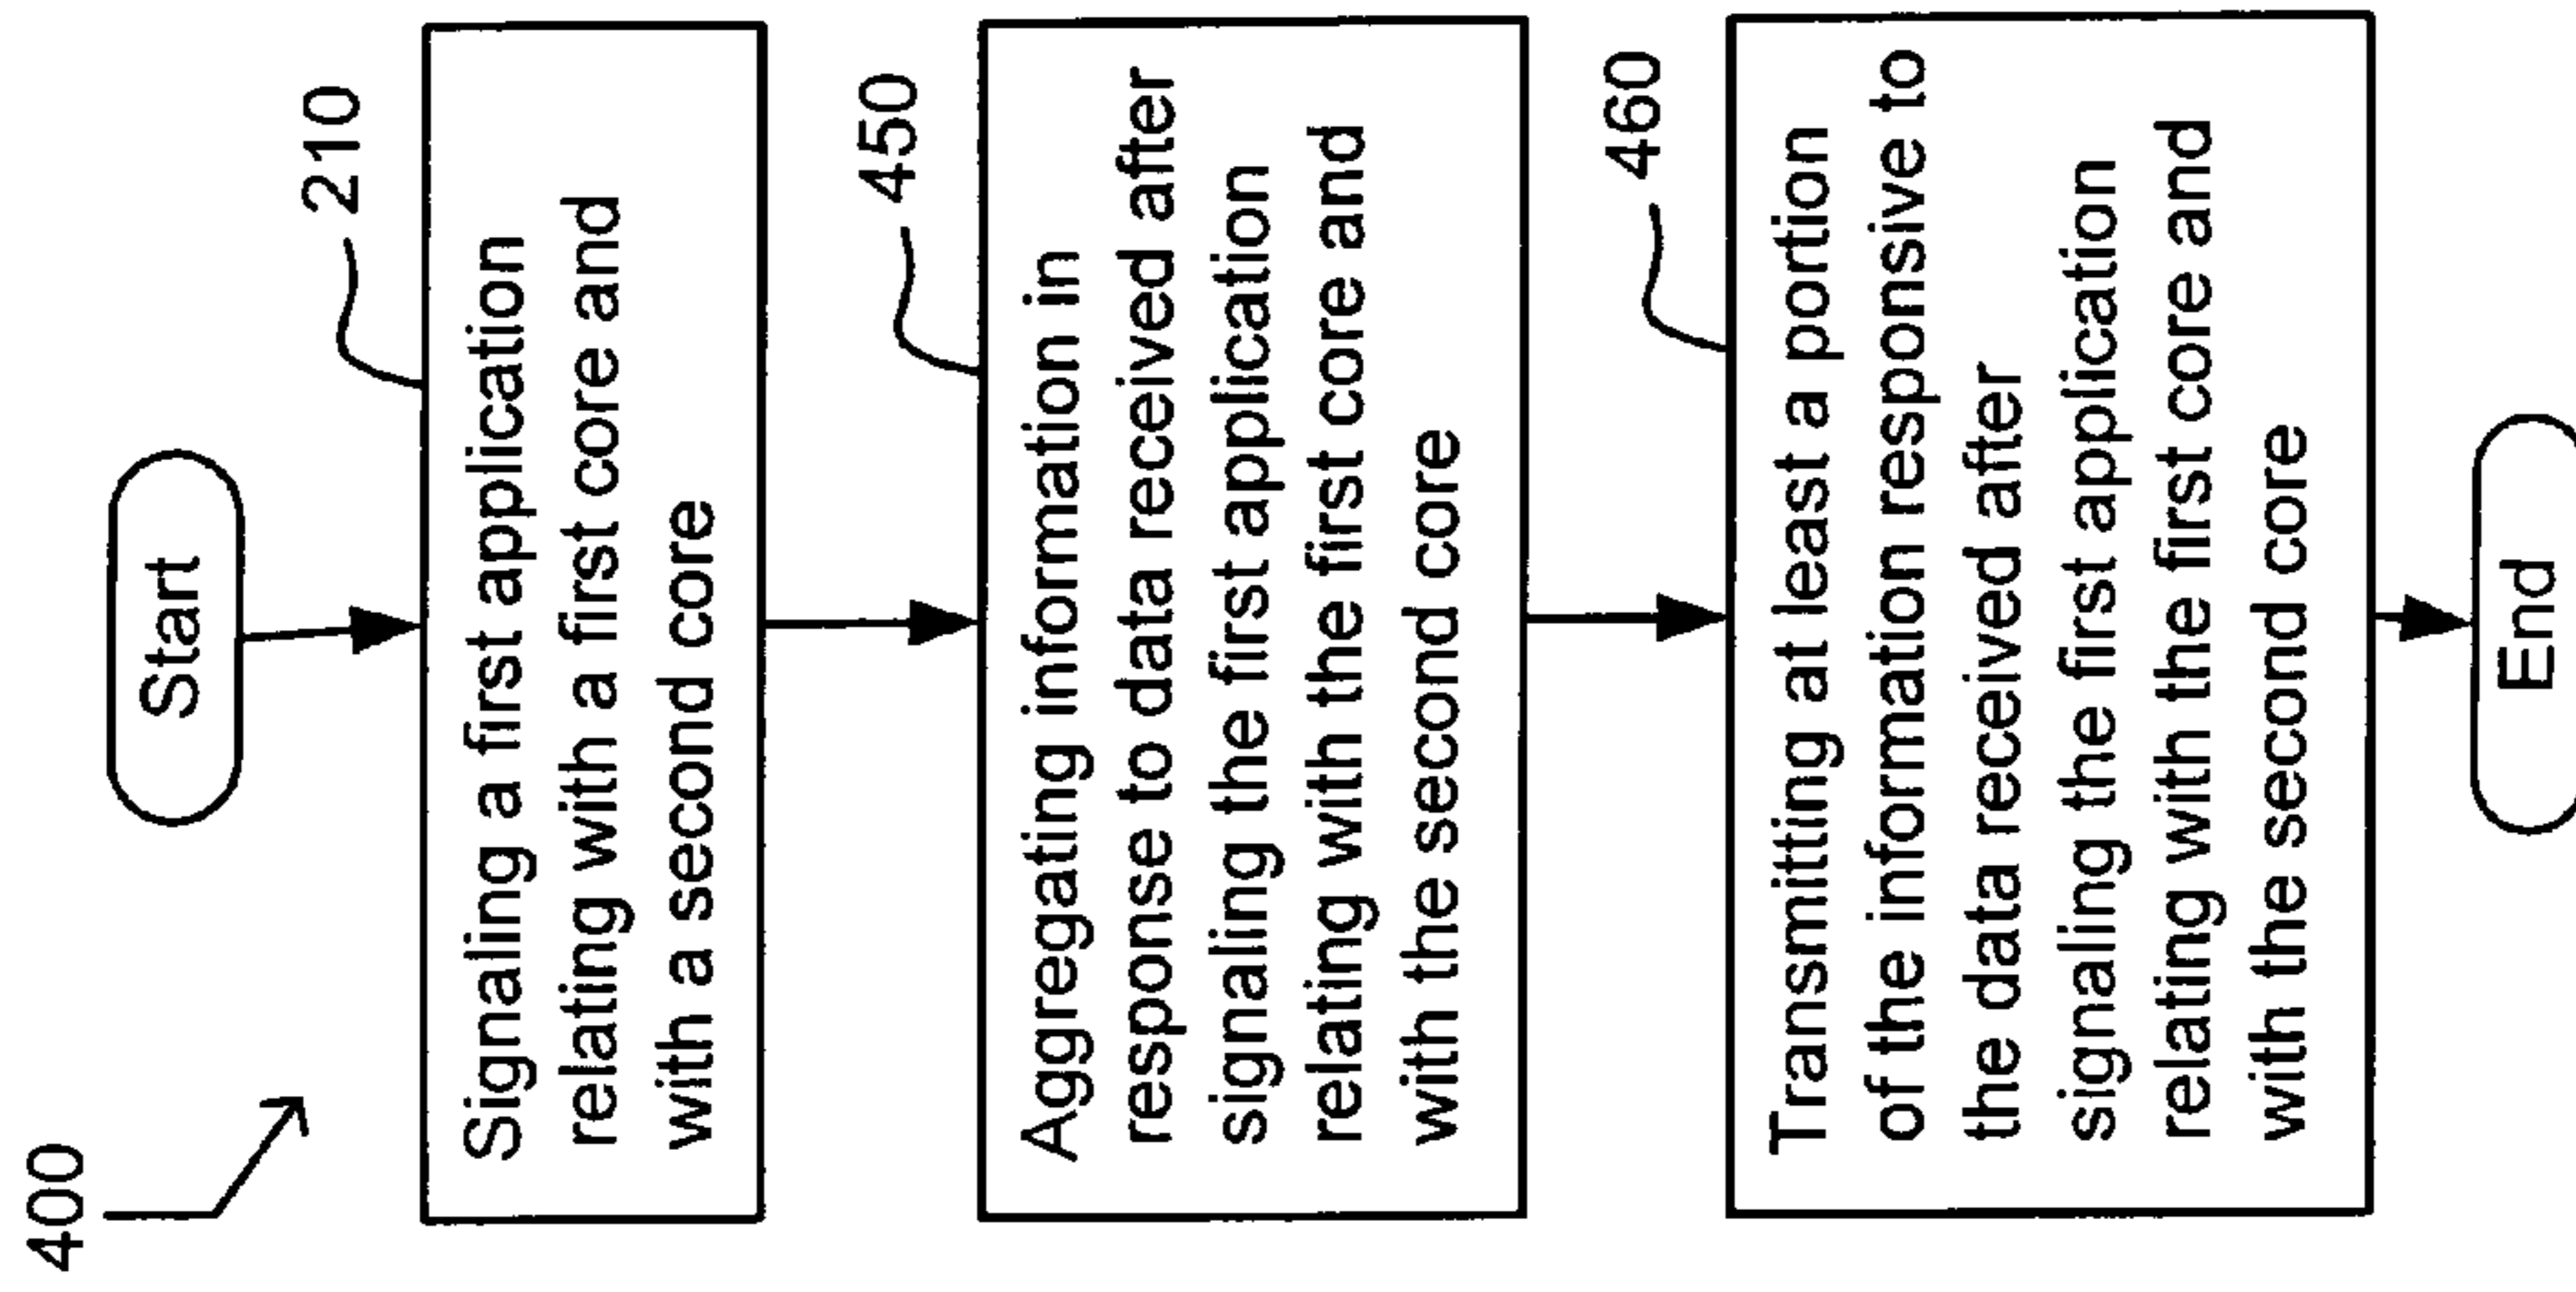 400
Start
210
Signaling a first application
relating with a first core and
with a second core
450
Aggregating information in
response to data received after
signaling the first application
relating with the first core and
with the second core
460
Transmitting at least a portion
of the information responsive to
the data received after
signaling the first application
relating with the first core and
with the second core
End